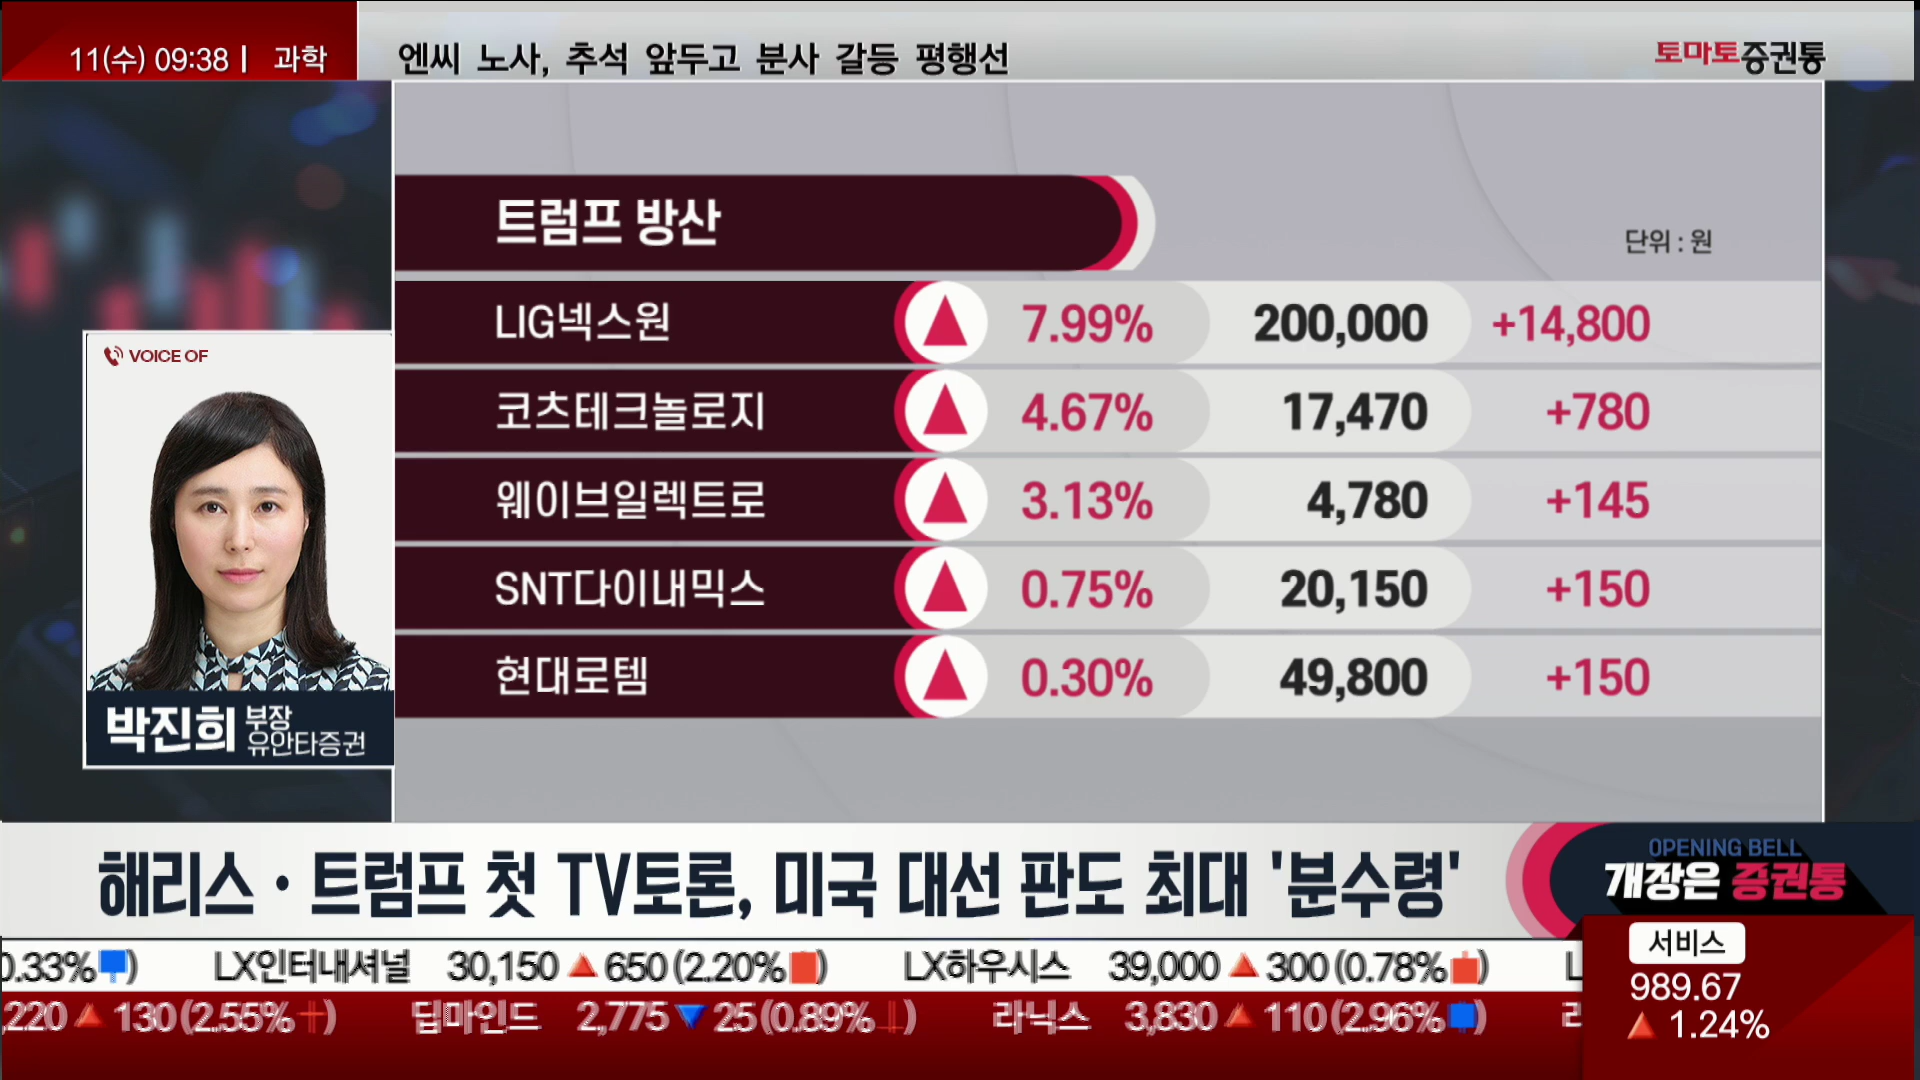 11(수) 09:38 | 과학
엔씨 노사, 추석 앞두고 분사 갈등 평행선
토마토증권통
트럼프 방산
단위 : 원
LIG넥스원 ▲ 7.99% 200,000 +14,800
코츠테크놀로지 ▲ 4.67% 17,470 +780
웨이브일렉트로 ▲ 3.13% 4,780 +145
SNT다이내믹스 ▲ 0.75% 20,150 +150
현대로템 ▲ 0.30% 49,800 +150
VOICE OF
박진희 부장
유안타증권
해리스·트럼프 첫 TV토론, 미국 대선 판도 최대 '분수령'
OPENING BELL
개장은 증권통
0.33% ) LX인터내셔널 30,150 ▲ 650 (2.20% ) LX하우시스 39,000 ▲ 300 (0.78% )
,220 ▲ 130 (2.55% ) 딥마인드 2,775 ▼ 25 (0.89% ) 라닉스 3,830 ▲ 110 (2.96% )
서비스
989.67
▲ 1.24%